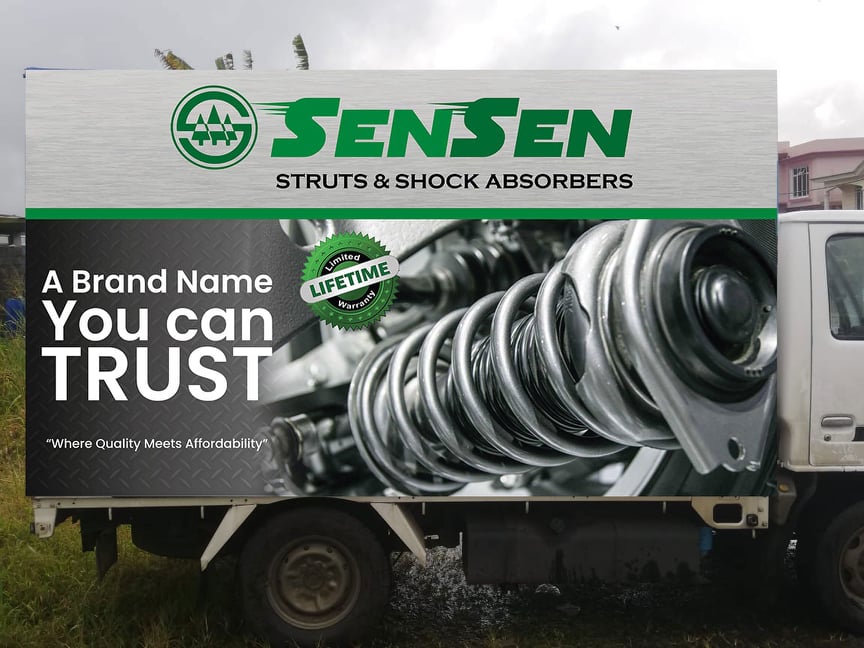 SENSEN
STRUTS & SHOCK ABSORBERS
A Brand Name
You can
TRUST
Limited
LIFETIME
Warranty
“Where Quality Meets Affordability”